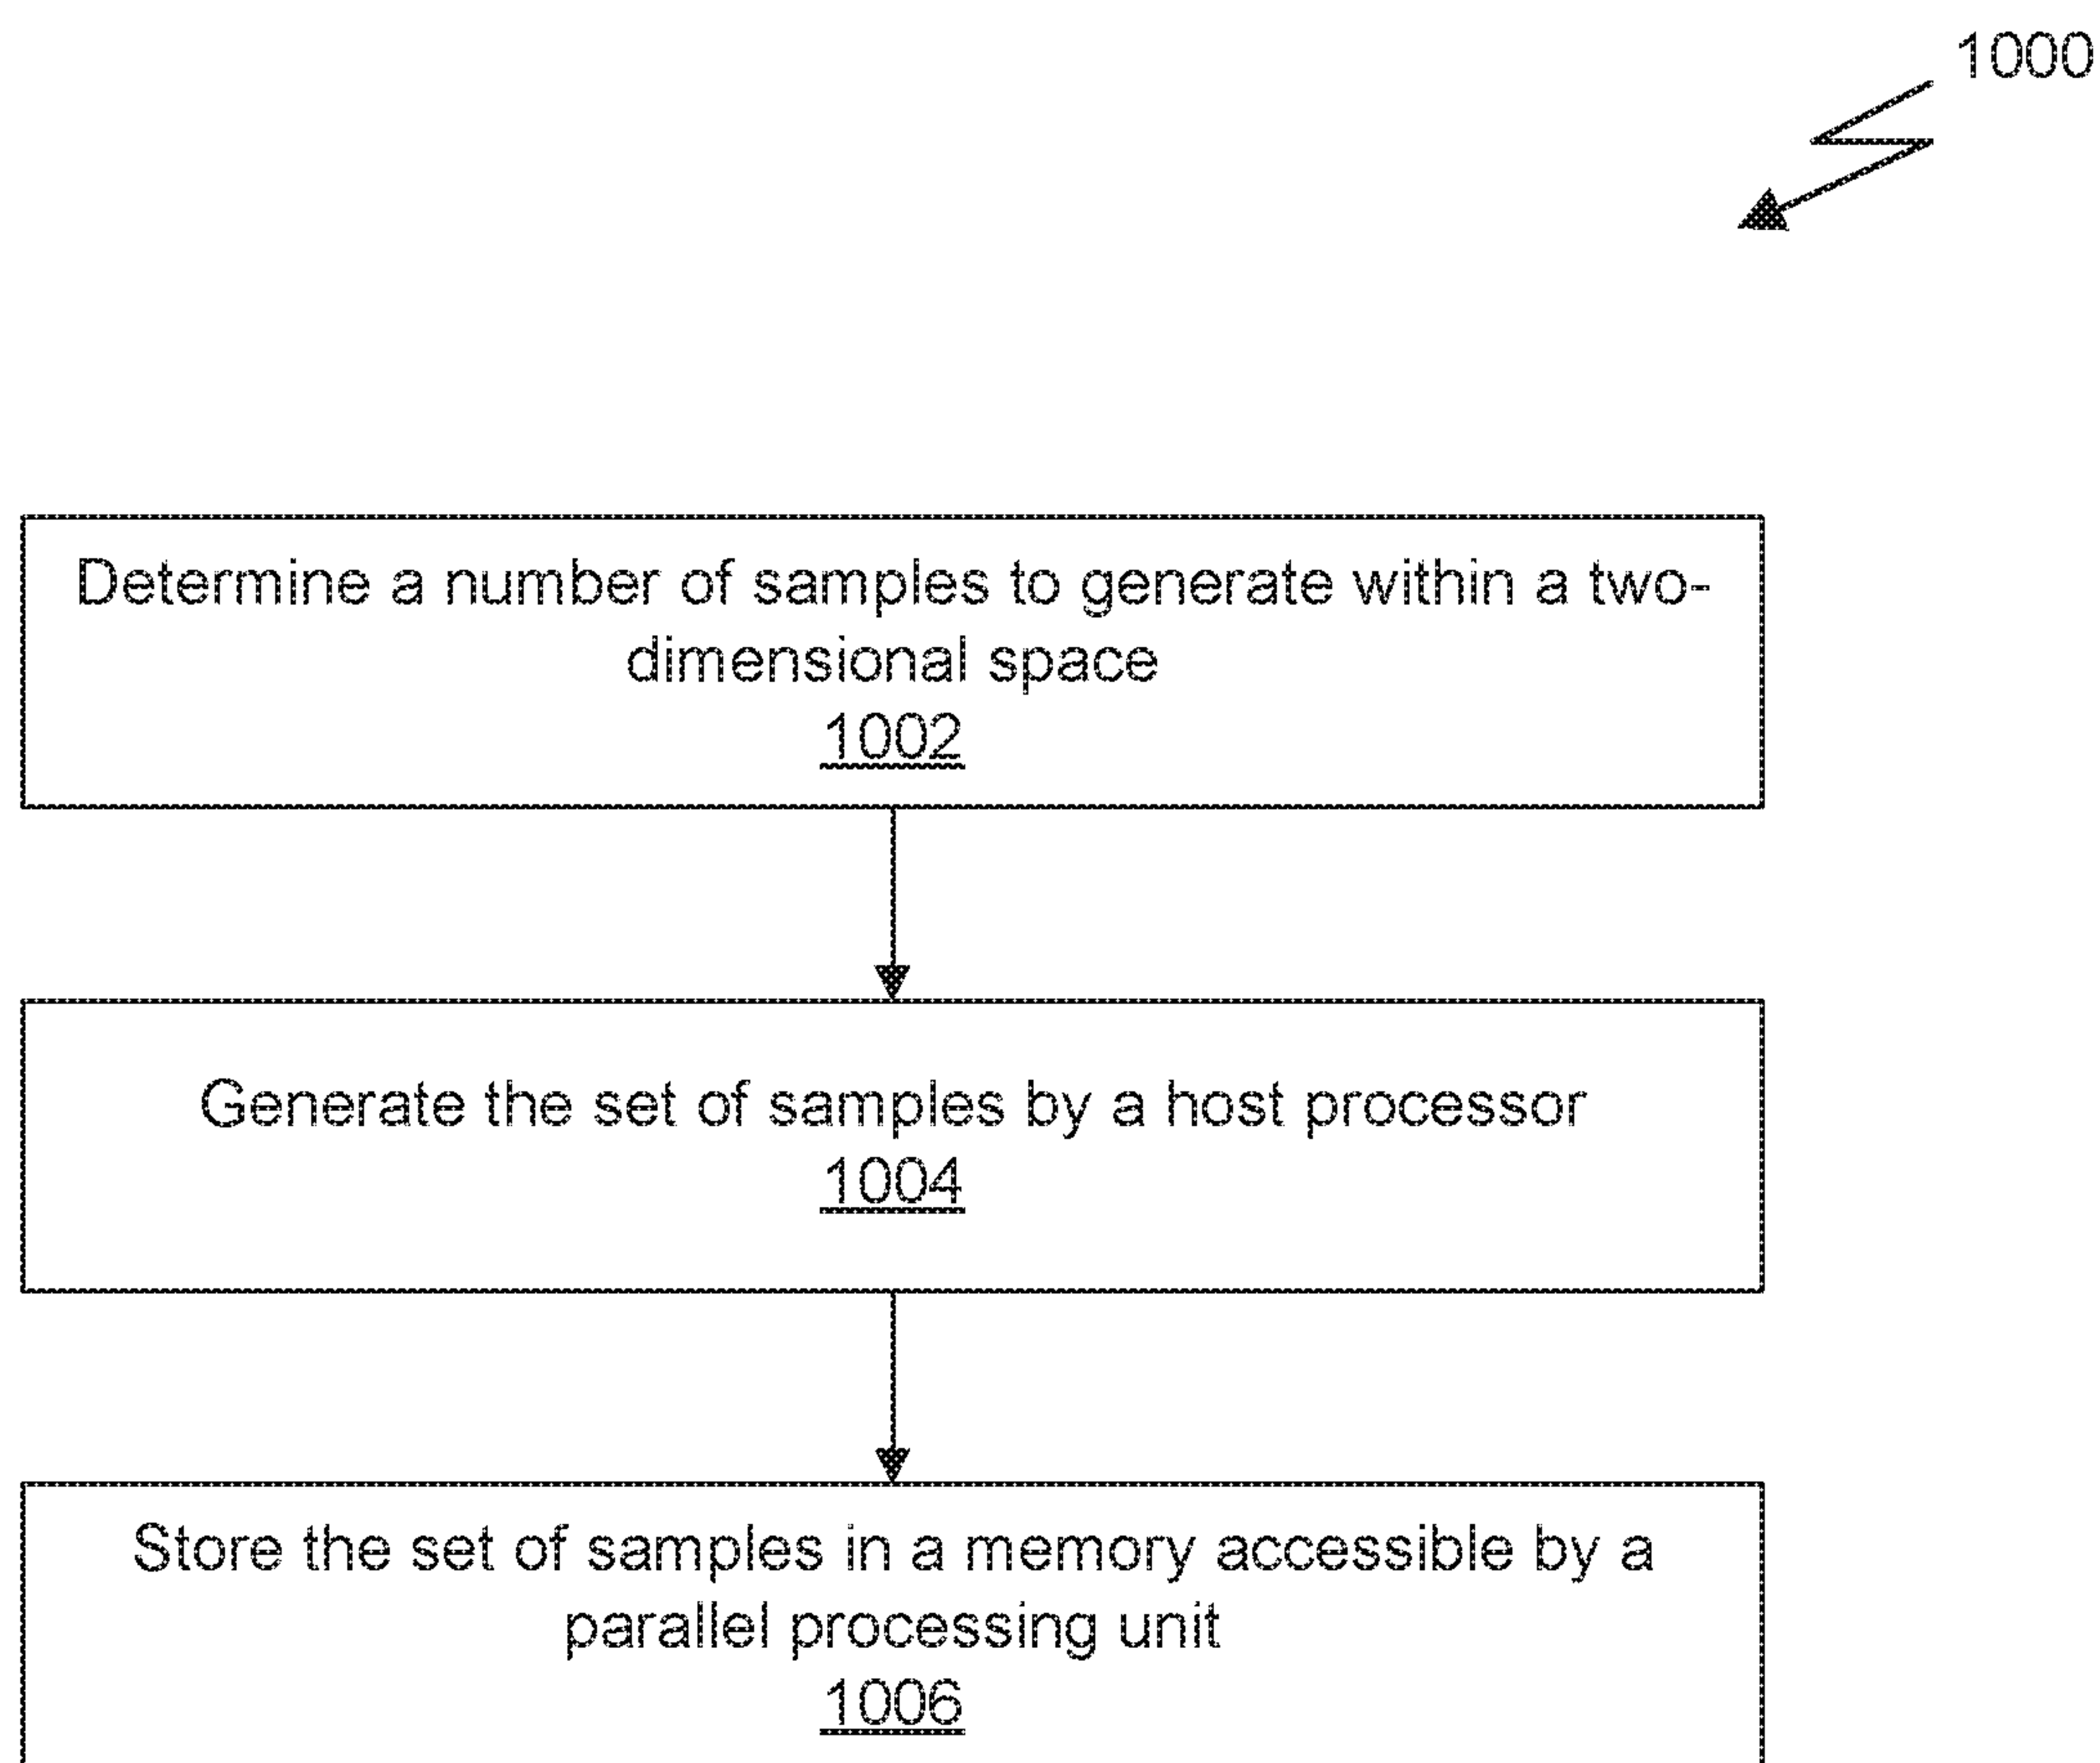 1000
Determine a number of samples to generate within a two-
dimensional space
1002
Generate the set of samples by a host processor
1004
Store the set of samples in a memory accessible by a
parallel processing unit
1006